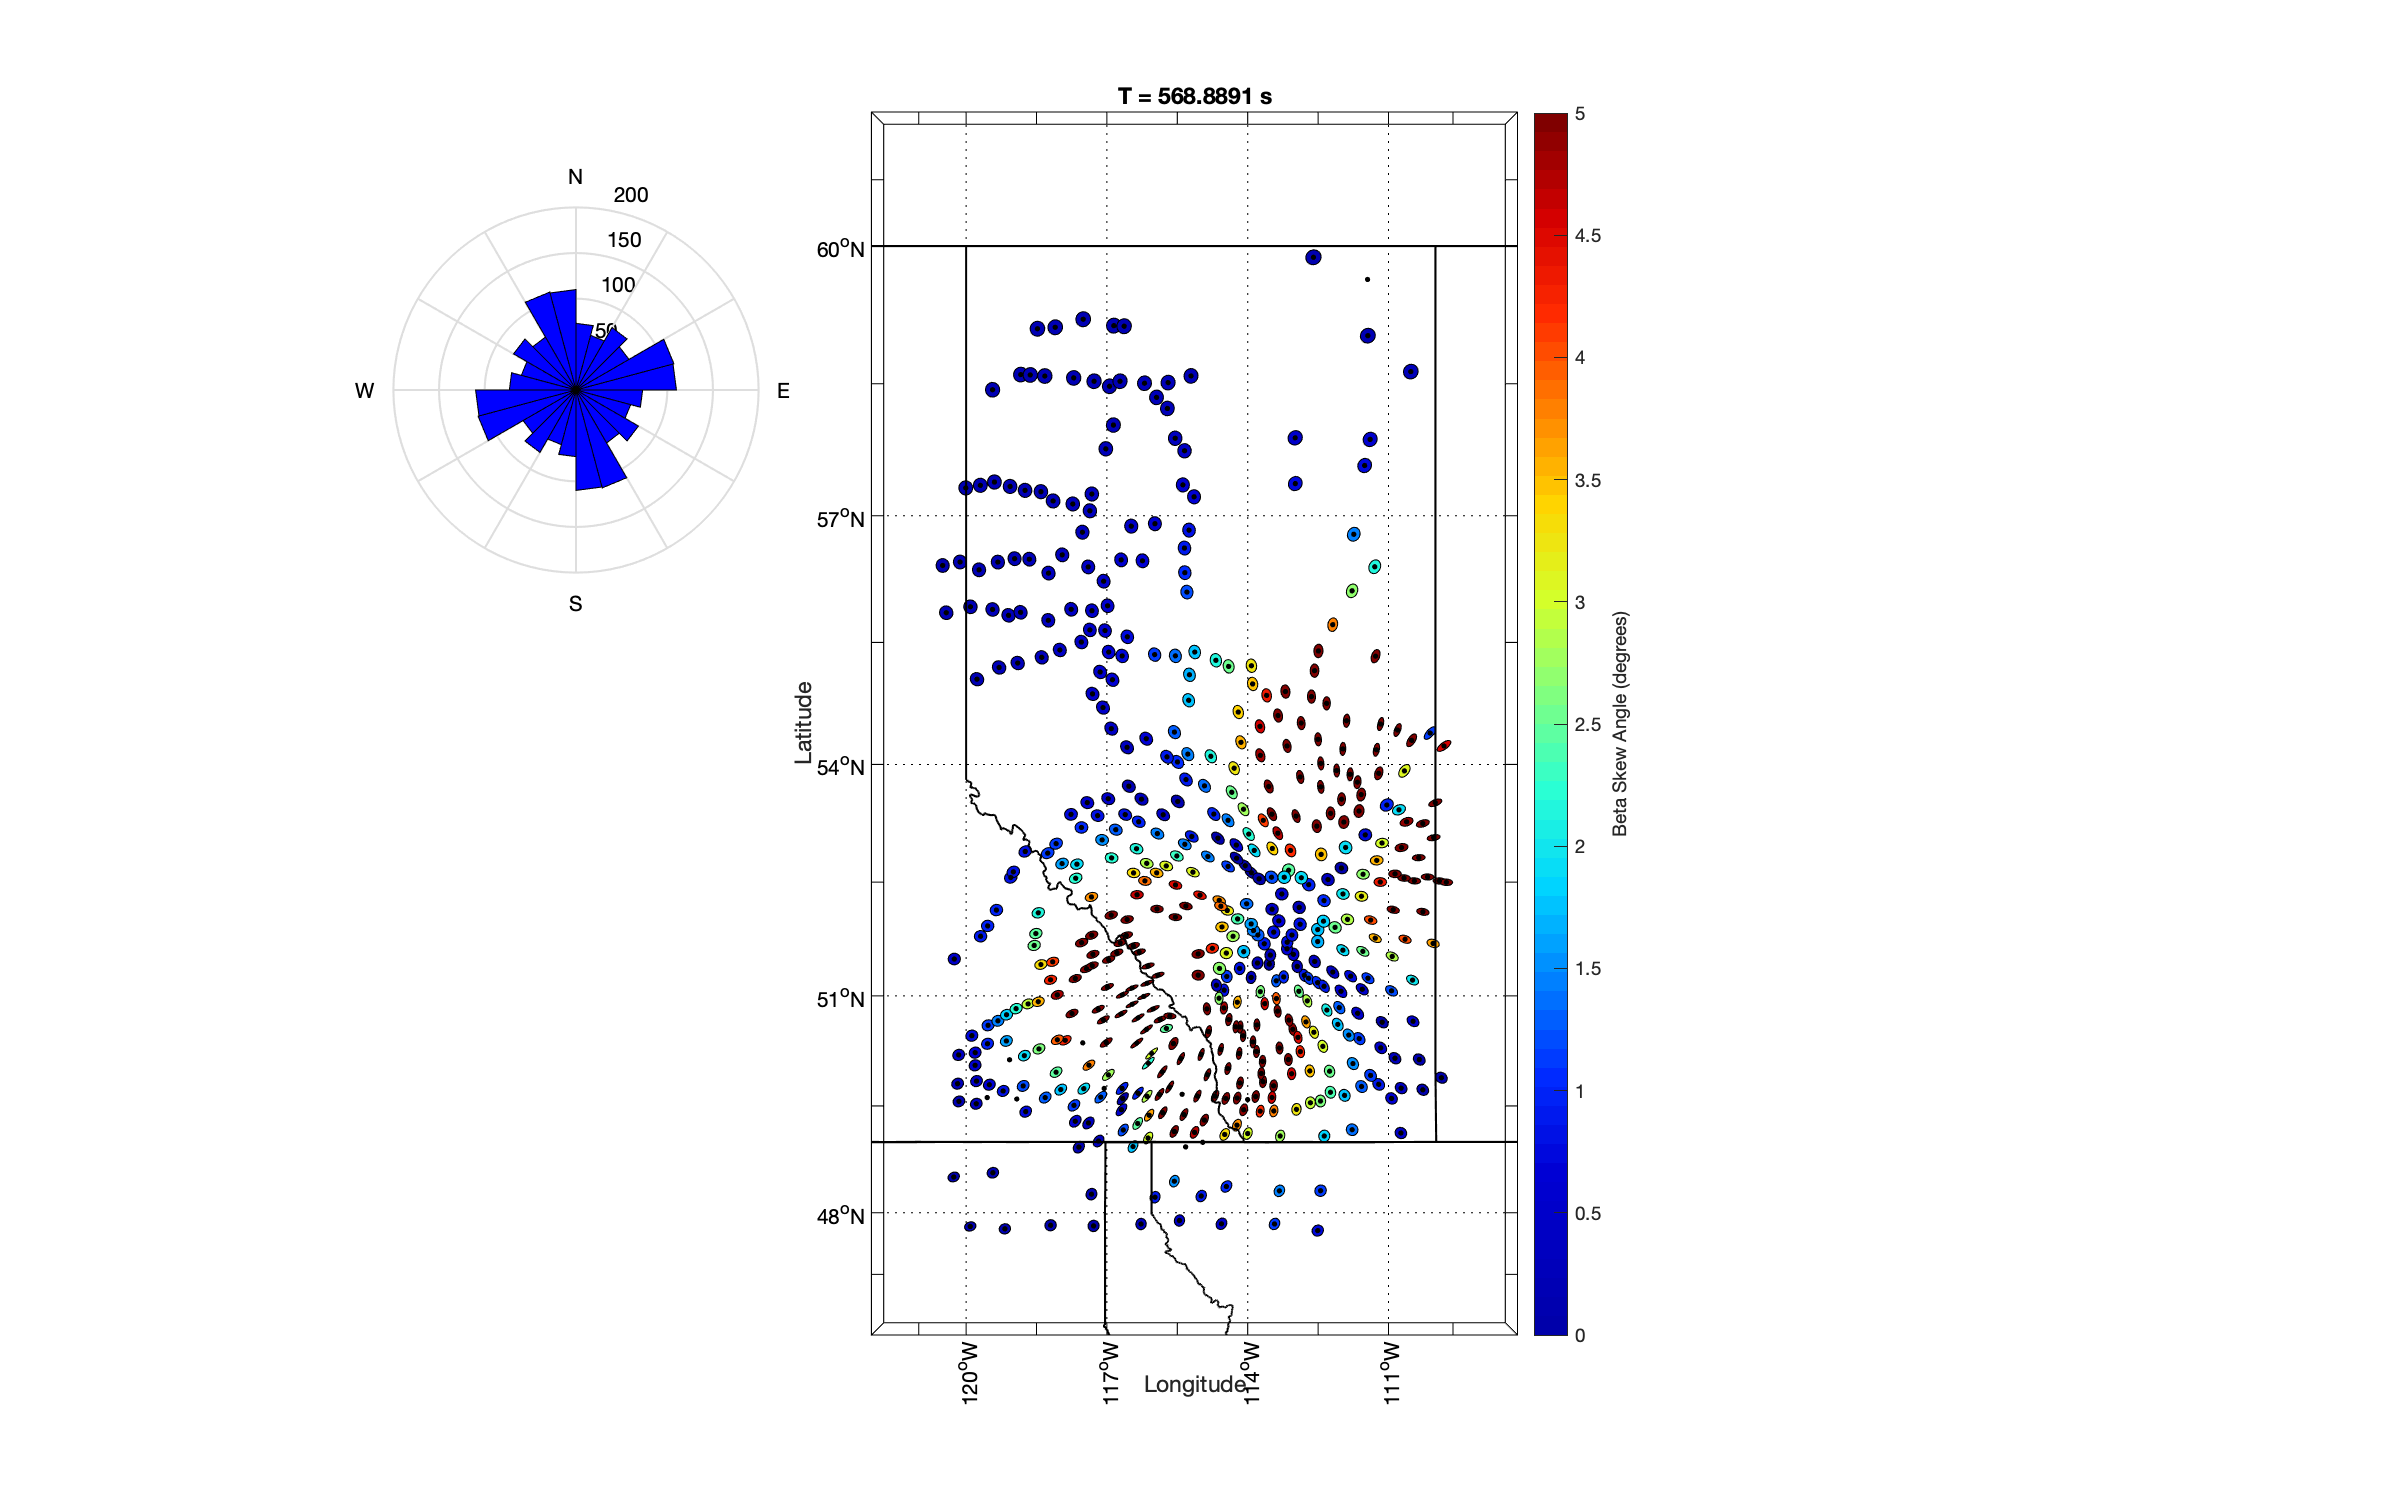 T = 568.8891 s
N
200
150
100
50
W
E
S
60°N
57°N
54°N
51°N
48°N
Latitude
120°W
117°W
114°W
111°W
Longitude
5
4.5
4
3.5
3
2.5
2
1.5
1
0.5
0
Beta Skew Angle (degrees)